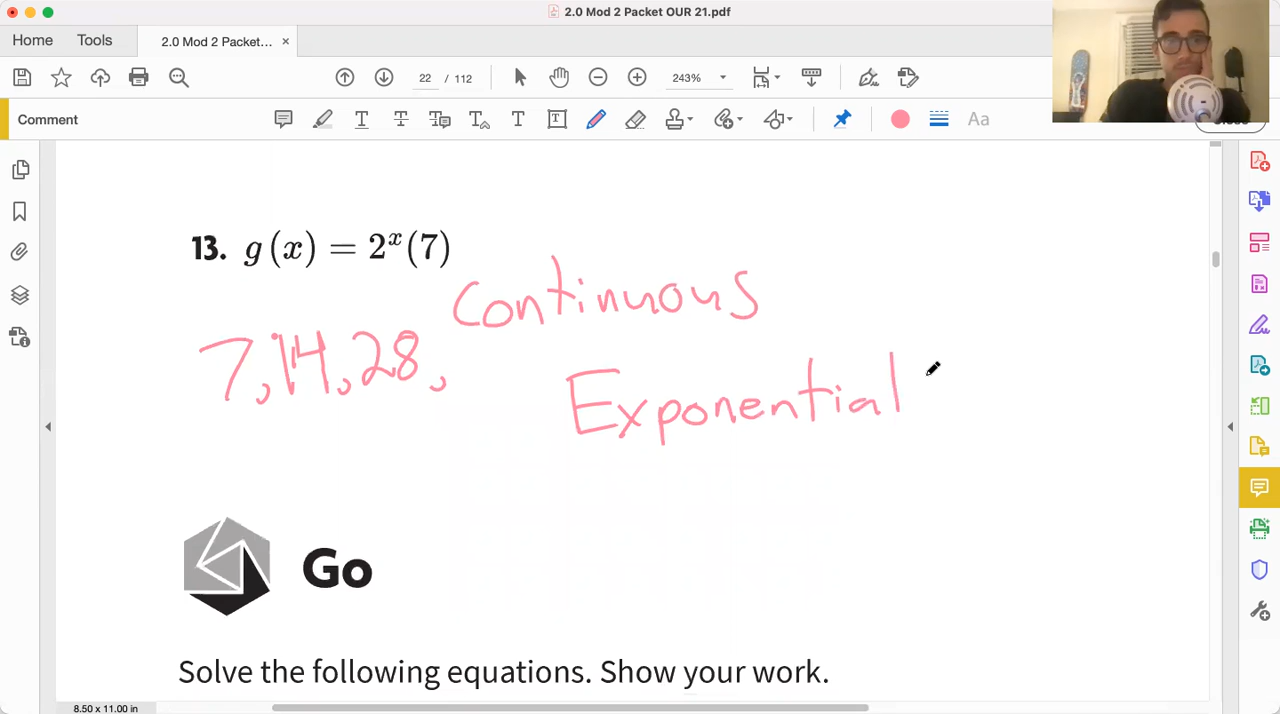 2.0 Mod 2 Packet OUR 21.pdf
Home Tools 2.0 Mod 2 Packet... ×
22 / 112 243%
Comment Aa
13. g(x) = 2^x(7)
Continuous
7, 14, 28,
Exponential
Go
Solve the following equations. Show your work.
8.50 x 11.00 in